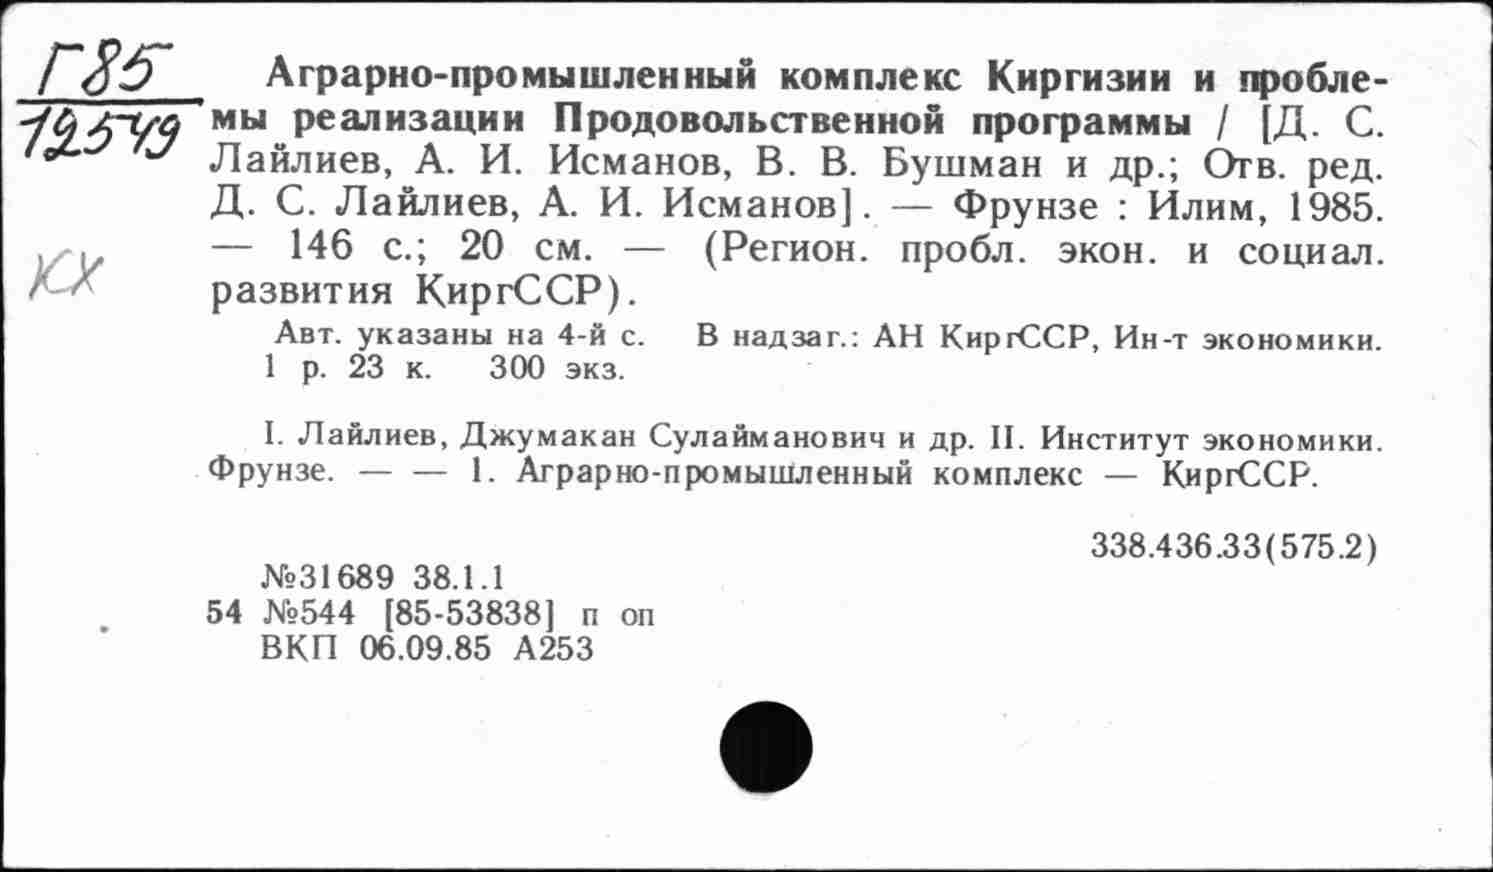 Г85
12549
КХ
Аграрно-промышленный комплекс Киргизии и пробле-
мы реализации Продовольственной программы / [Д. С.
Лайлиев, А. И. Исманов, В. В. Бушман и др.; Отв. ред.
Д. С. Лайлиев, А. И. Исманов]. — Фрунзе : Илим, 1985.
— 146 с.; 20 см. — (Регион. пробл. экон. и социал.
развития КиргССР).
Авт. указаны на 4-й с. В надзаг.: АН КиргССР, Ин-т экономики.
1 р. 23 к. 300 экз.
I. Лайлиев, Джумакан Сулайманович и др. II. Институт экономики.
Фрунзе. — — 1. Аграрно-промышленный комплекс — КиргССР.
338.436.33(575.2)
№31689 38.1.1
54 №544 [85-53838] п оп
ВКП 06.09.85 А253